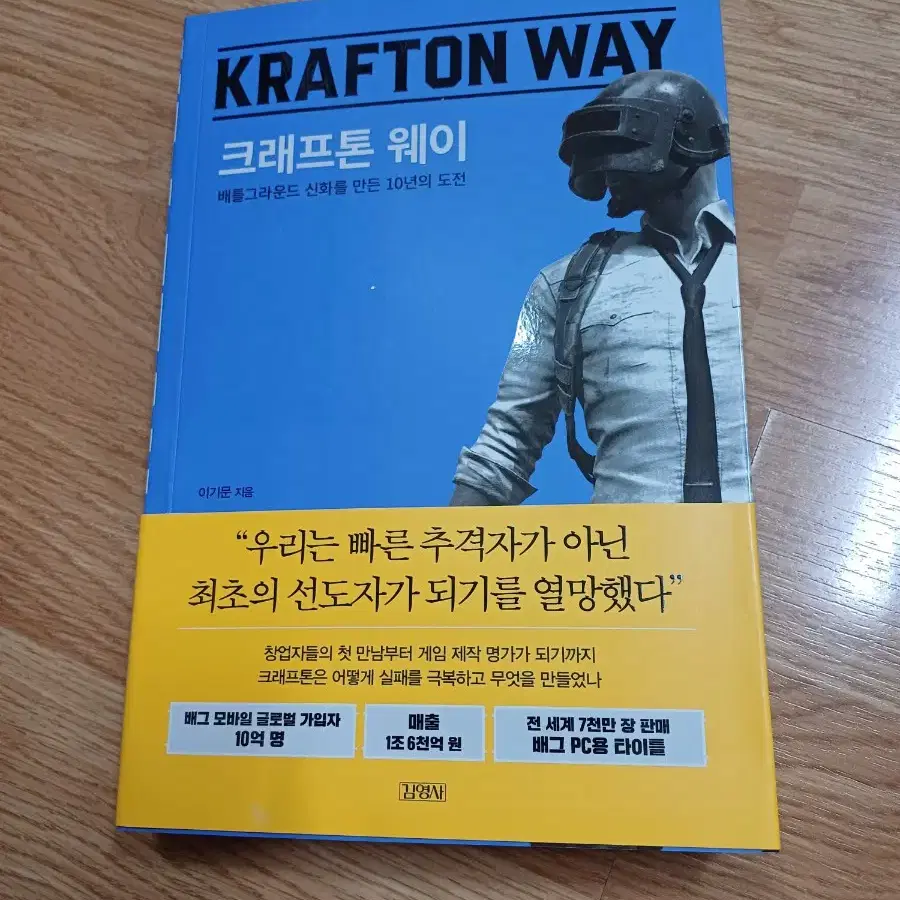 KRAFTON WAY
크래프톤 웨이
배틀그라운드 신화를 만든 10년의 도전
이기문 지음
“우리는 빠른 추격자가 아닌
최초의 선도자가 되기를 열망했다”
창업자들의 첫 만남부터 게임 제작 명가가 되기까지
크래프톤은 어떻게 실패를 극복하고 무엇을 만들었나
배그 모바일 글로벌 가입자
10억 명
매출
1조 6천억 원
전 세계 7천만 장 판매
배그 PC용 타이틀
김영사